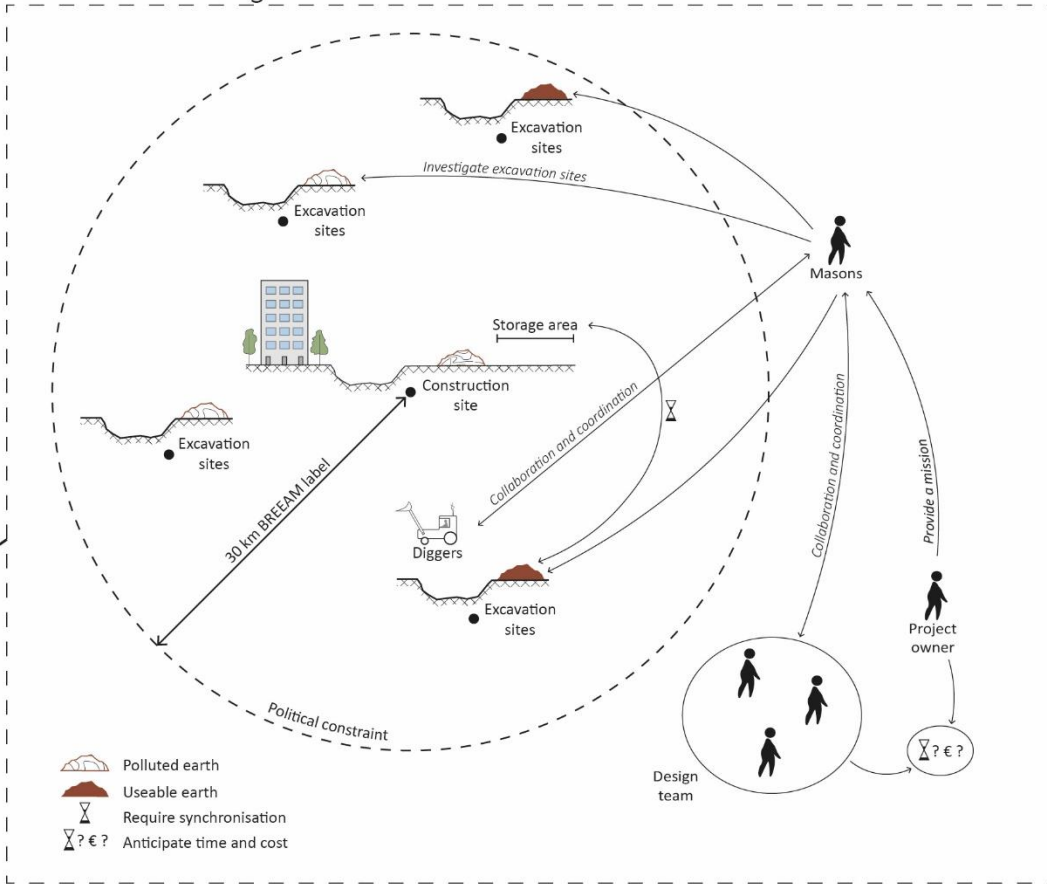 Excavation
sites
Investigate excavation sites
Excavation
sites
Masons
Storage area
Construction
site
Excavation
sites
30 km BREEAM label
Collaboration and coordination
Collaboration and coordination
Provide a mission
Diggers
Excavation
sites
Project
owner
Political constraint
? € ?
Design
team
Polluted earth
Useable earth
Require synchronisation
? € ? Anticipate time and cost